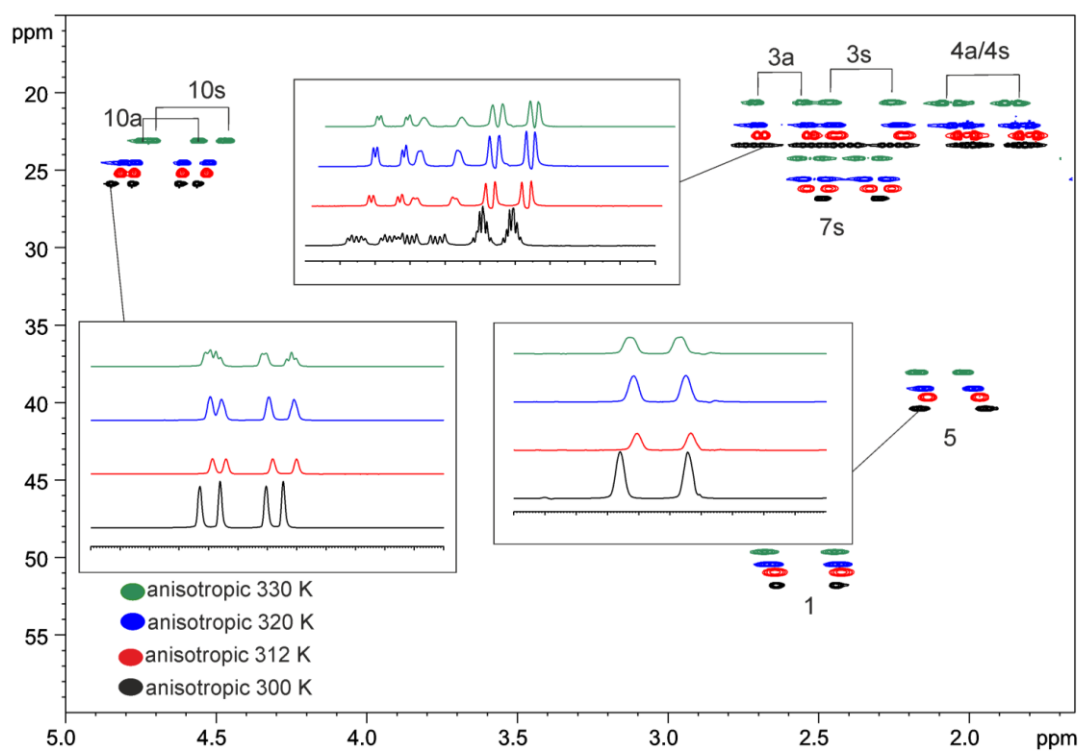 ppm
3a
3s
4a/4s
10s
10a
20
25
30
7s
35
40
5
45
50
1
anisotropic 330 K
anisotropic 320 K
55
anisotropic 312 K
anisotropic 300 K
5.0
4.5
4.0
3.5
3.0
2.5
2.0
ppm